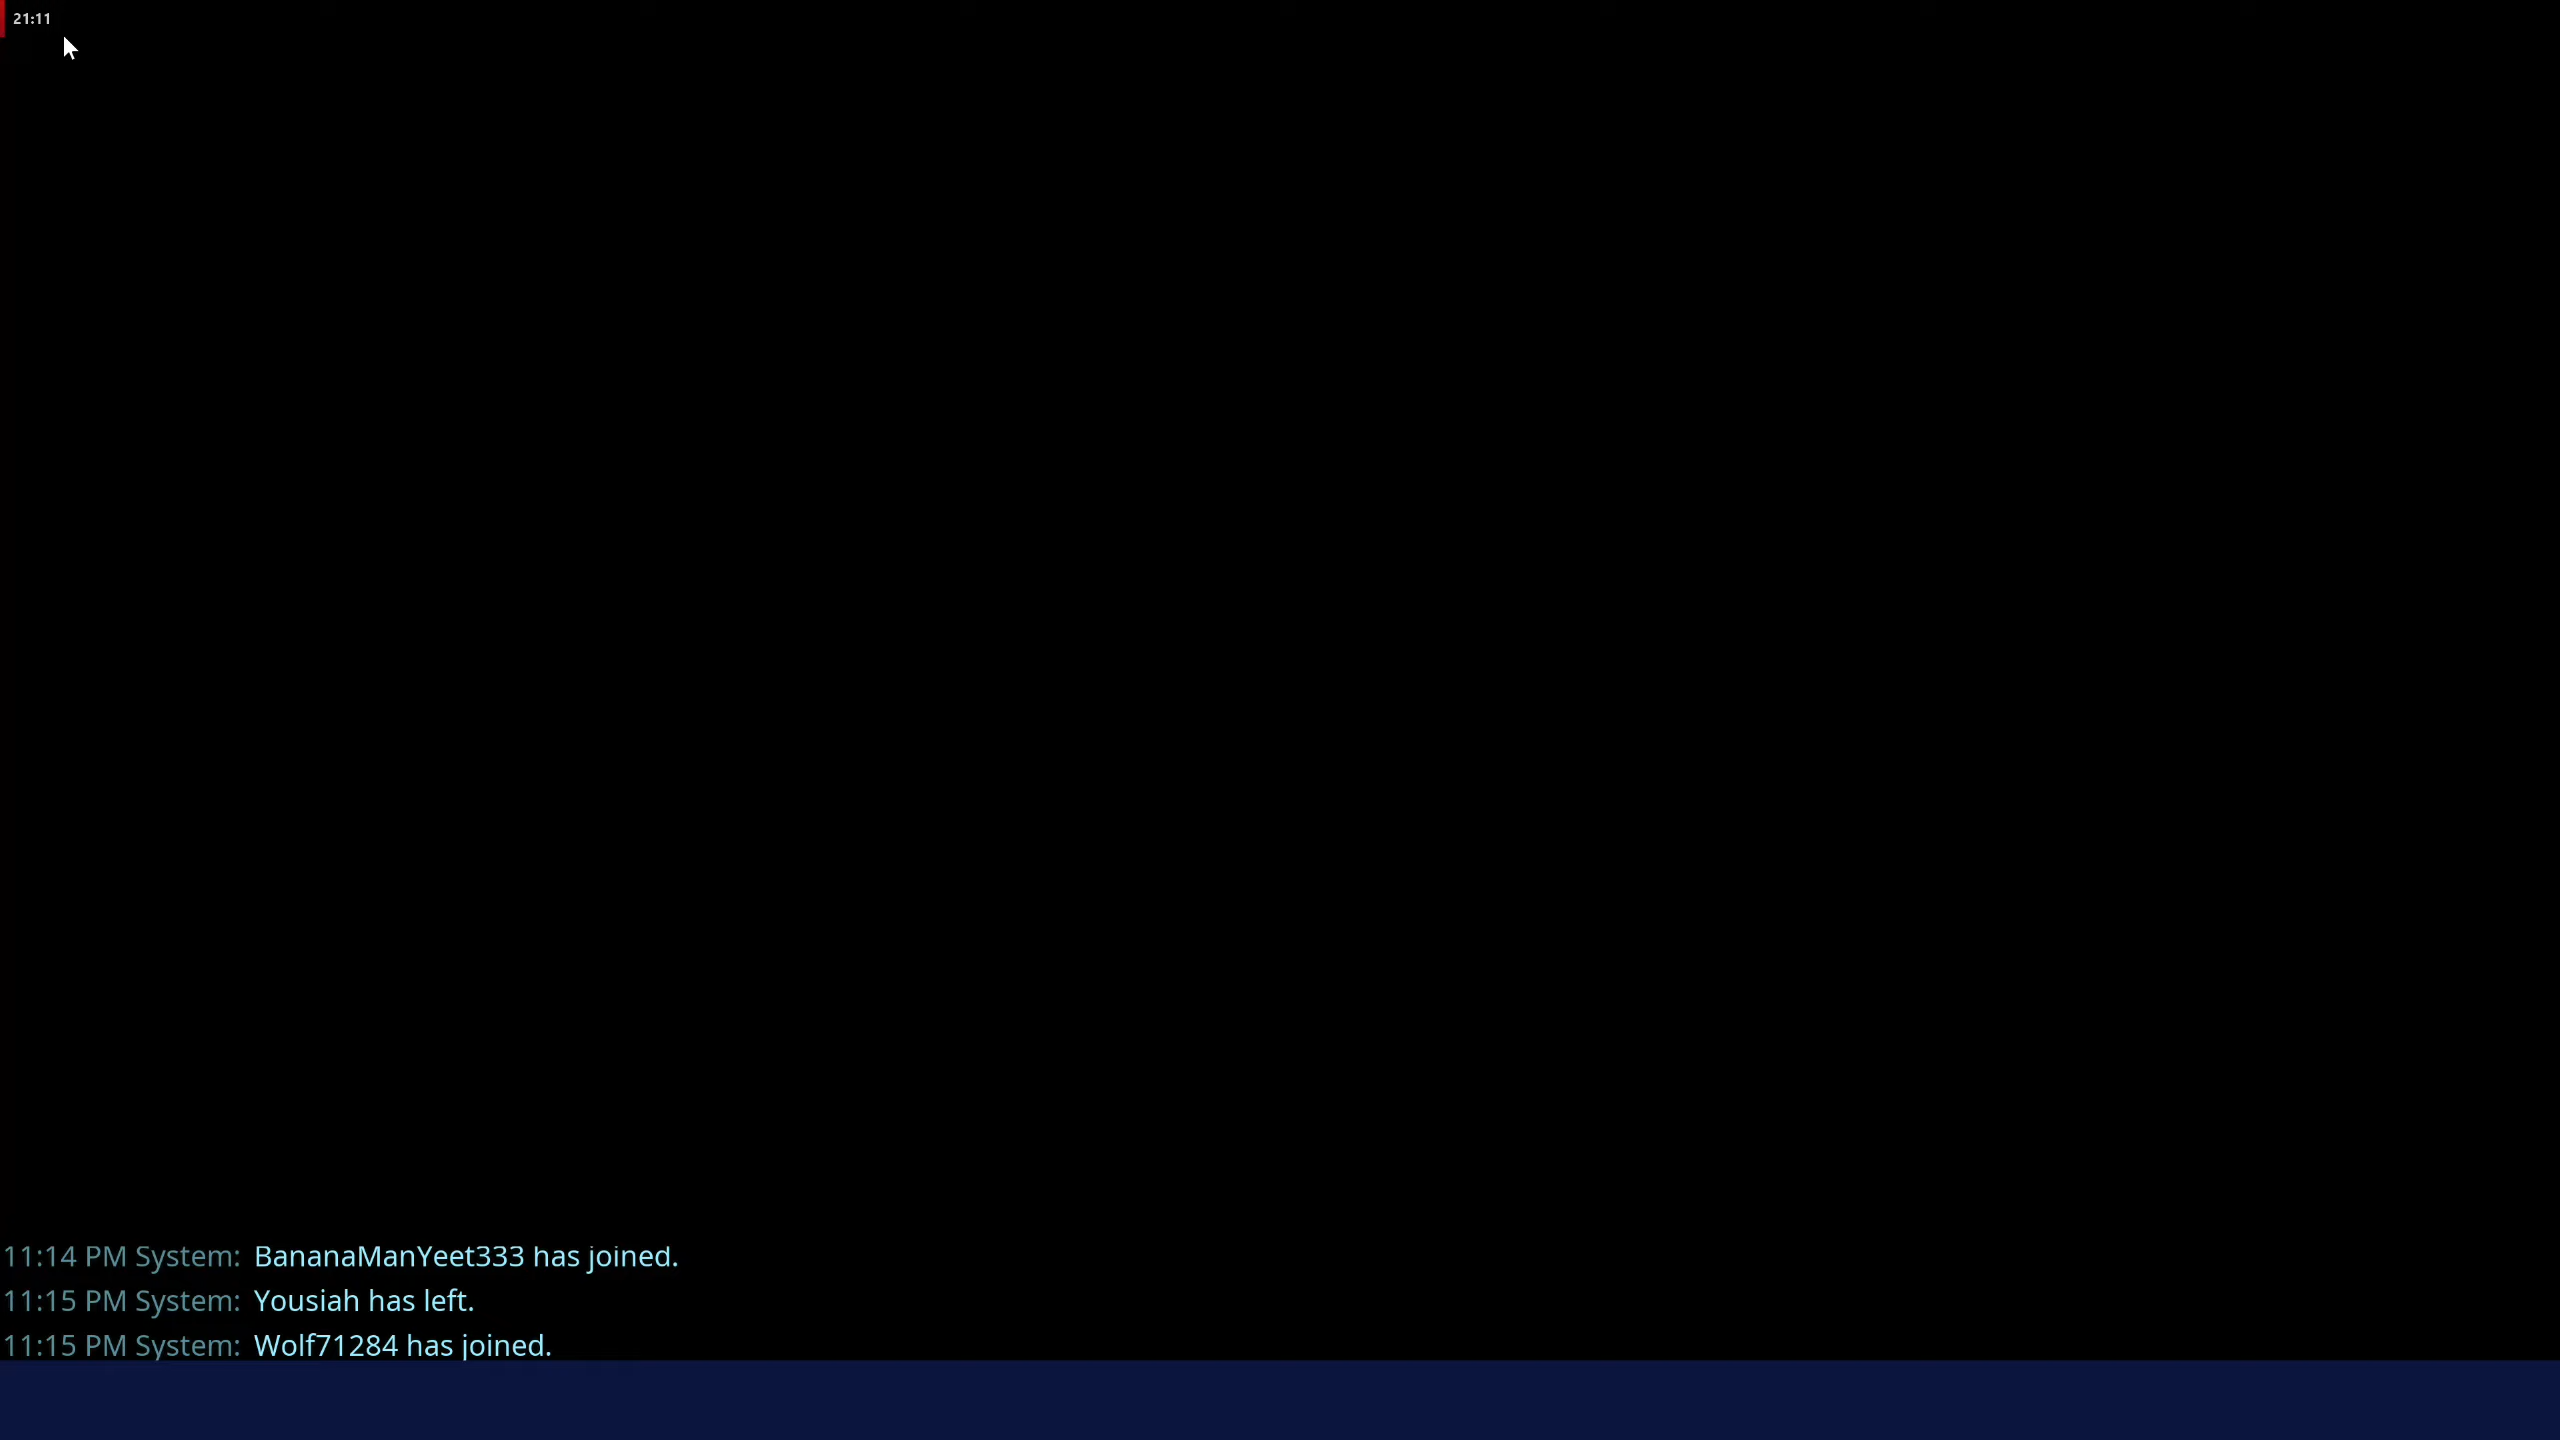 21:11
11:14 PM System: BananaManYeet333 has joined.
11:15 PM System: Yousiah has left.
11:15 PM System: Wolf71284 has joined.